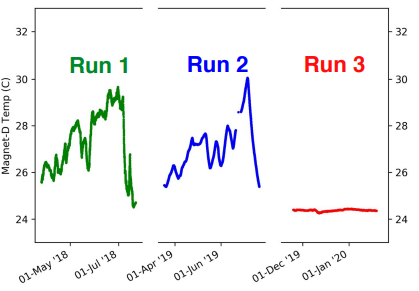 Run 1
Run 2
Run 3
Magnet-D Temp (C)
32
30
28
26
24
32
30
28
26
24
01-May '18
01-Jul '18
01-Apr '19
01-Jun '19
01-Dec '19
01-Jan '20